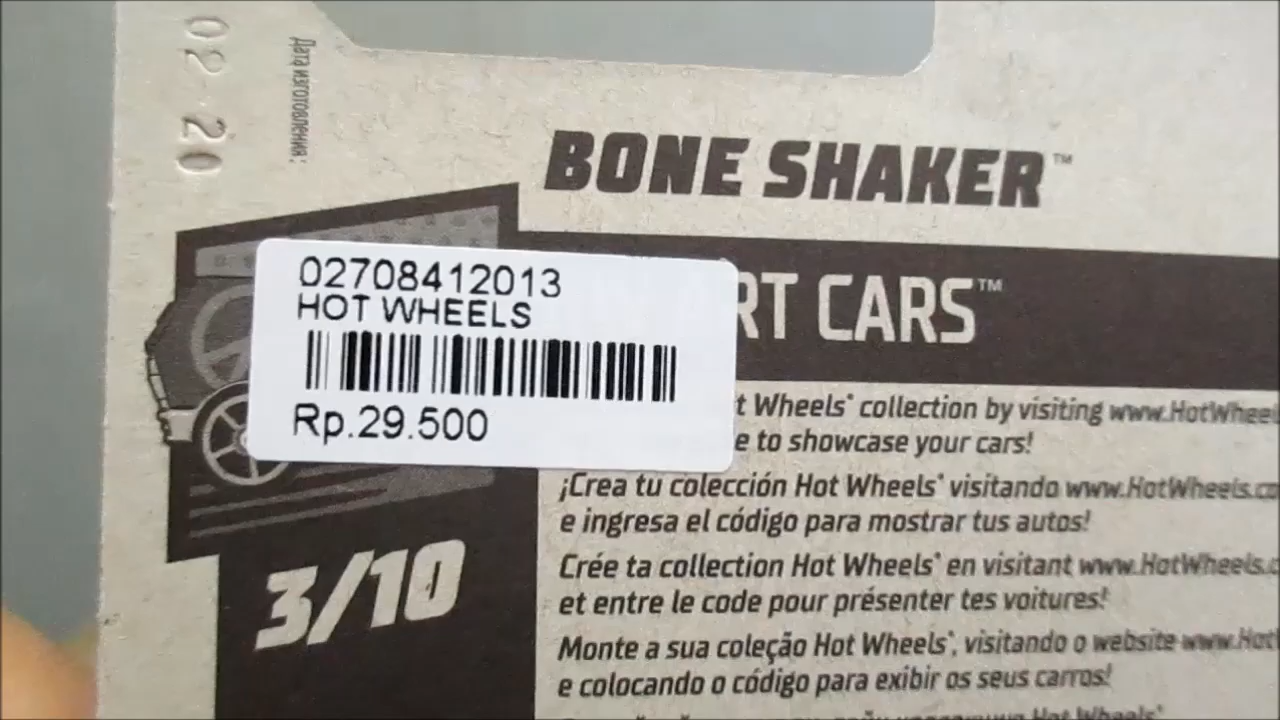 02-20
Дата изготовления:
BONE SHAKER™
02708412013
HOT WHEELS
Rp.29.500
RT CARS™
t Wheels® collection by visiting www.HotWheel
e to showcase your cars!
¡Crea tu colección Hot Wheels® visitando www.HotWheels.co
e ingresa el código para mostrar tus autos!
Crée ta collection Hot Wheels® en visitant www.HotWheels.c
et entre le code pour présenter tes voitures!
Monte a sua coleção Hot Wheels®, visitando o website www.Hot
e colocando o código para exibir os seus carros!
3/10
Hot Wheels®